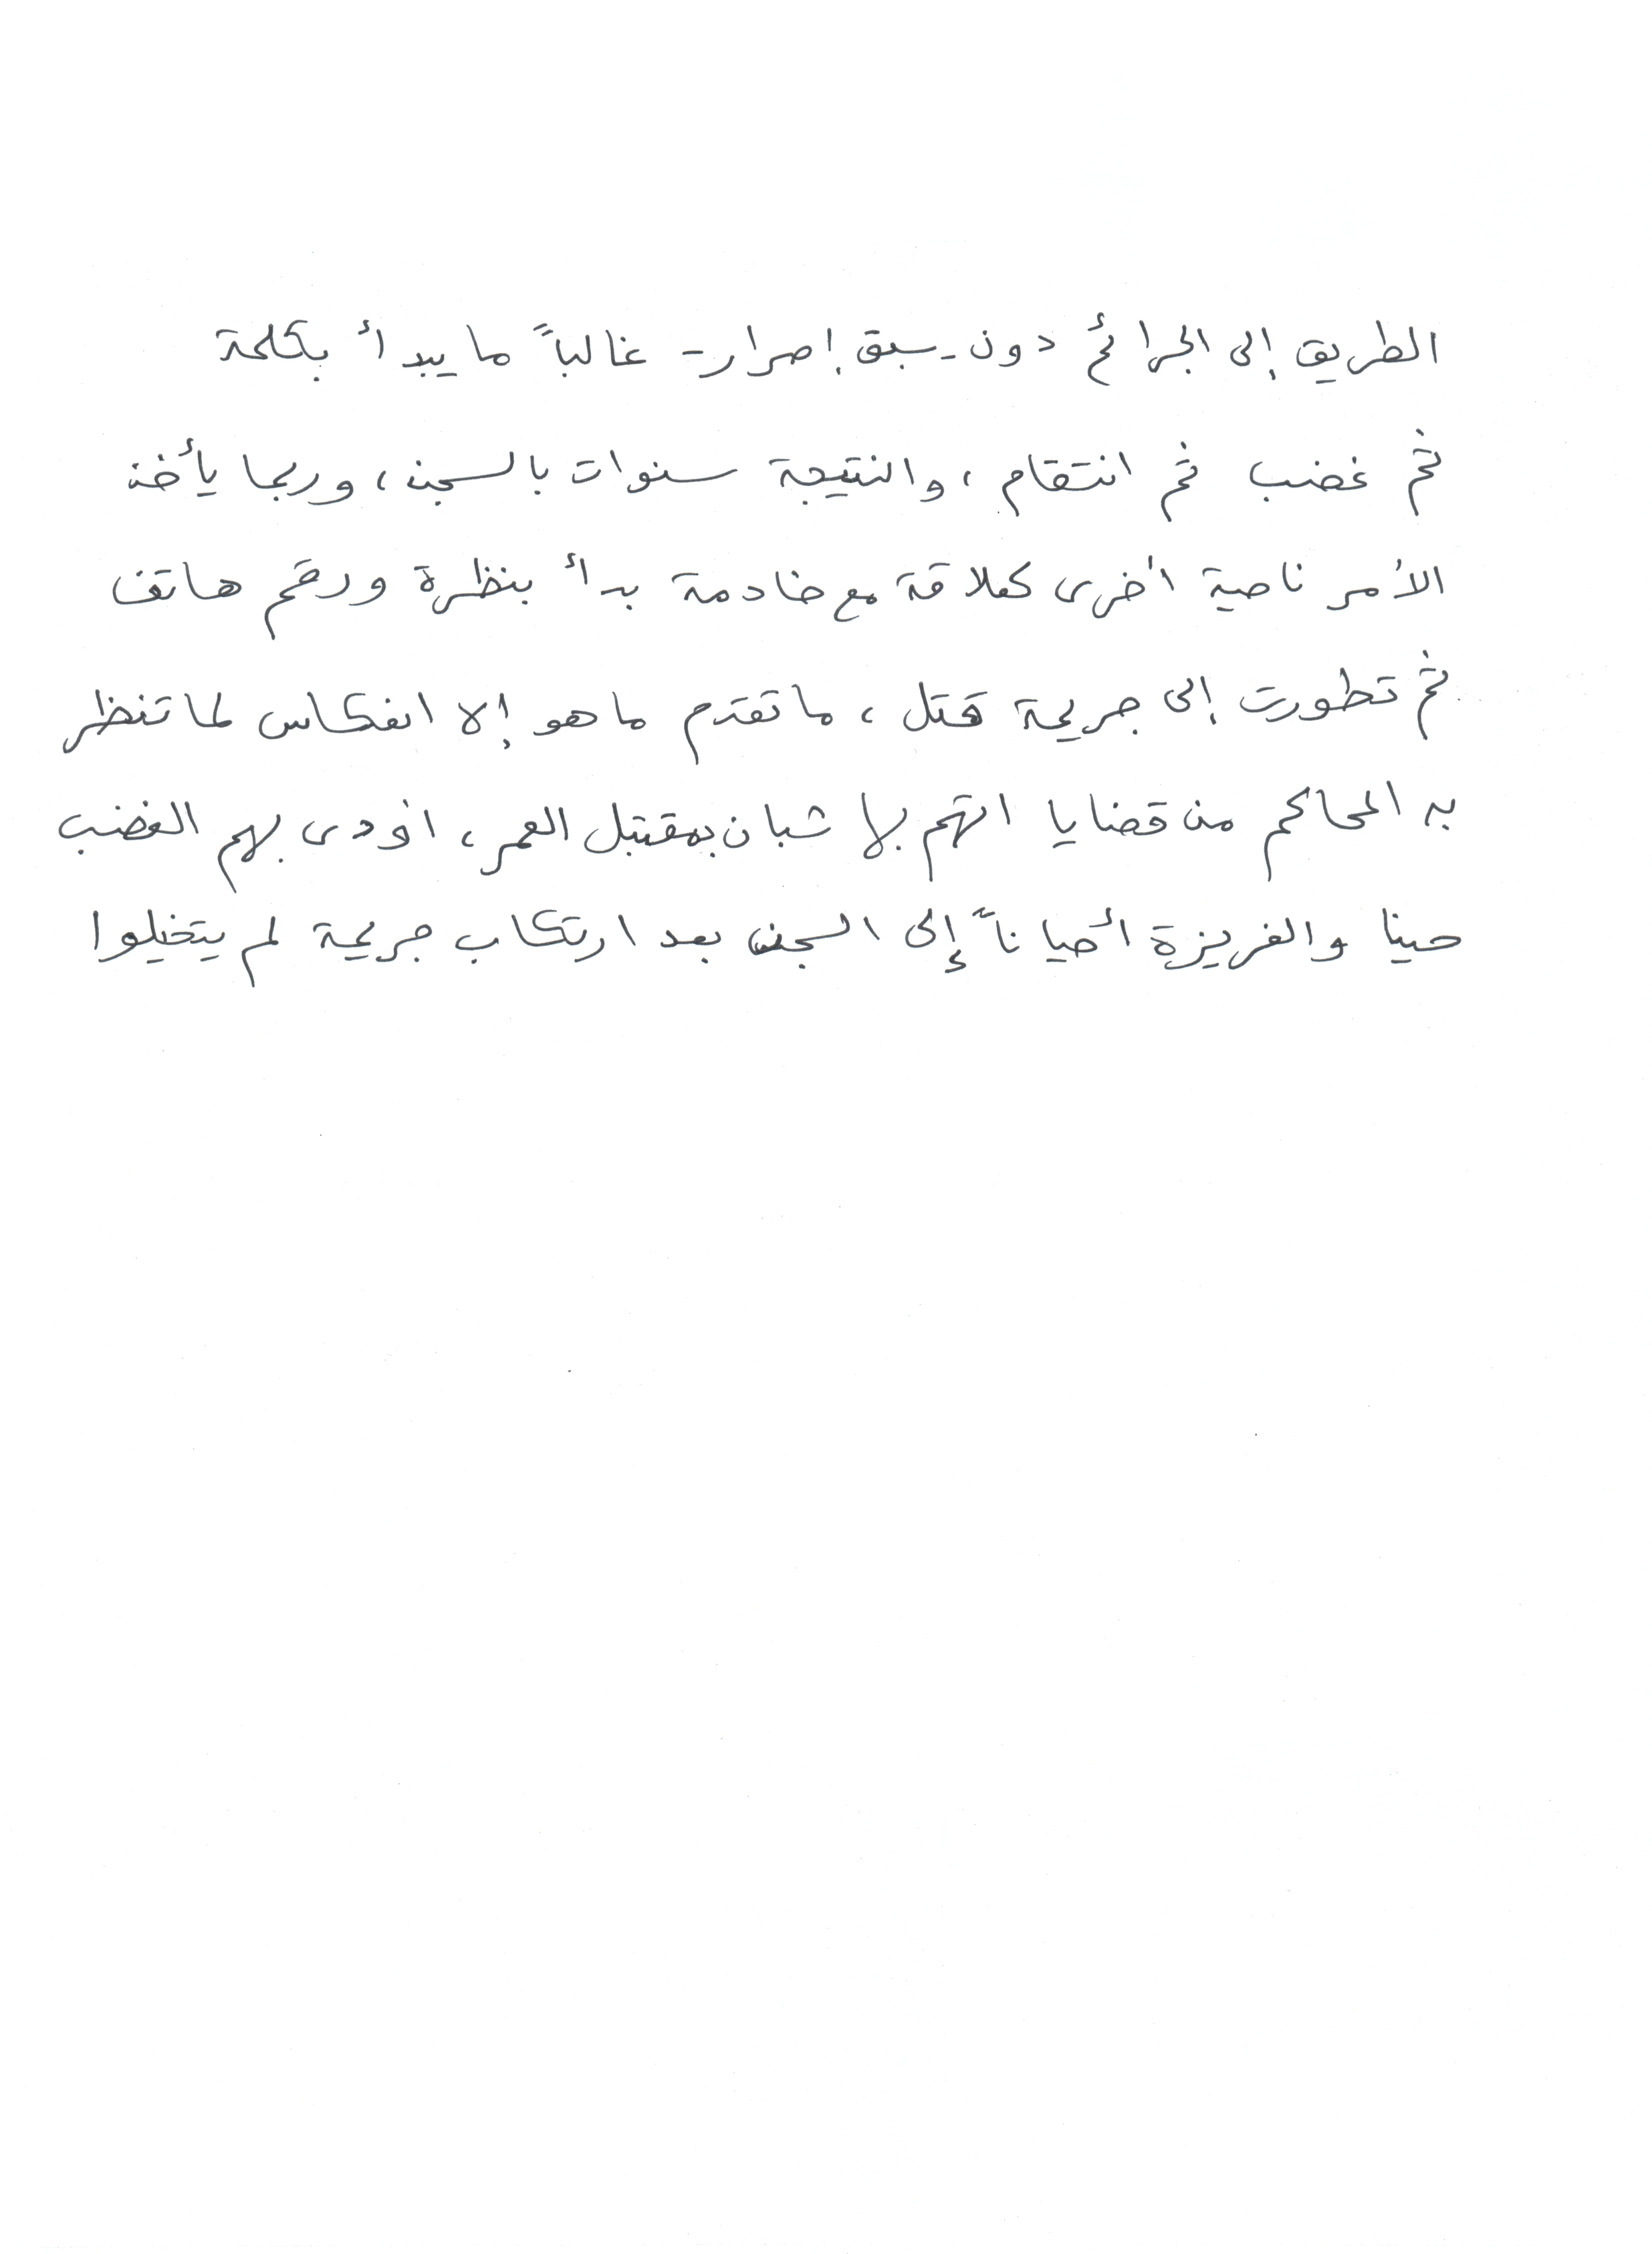 الطريق إلى الجرائم دون - سبق إصرار - غالباً ما يبدأ بكلمة
ثم غضب ثم انتقام، والنتيجة سنوات بالسجن، وربما يأخذ
الأمر ناصية أخرى كعلاقة مع خادمة بدأ بنظرة ورقم هاتف
ثم تطورت إلى جريمة قتل، ما تقدم ما هو إلا انعكاس لما تنظر
به المحاكم من قضايا اتهم بها شبان بمقتبل العمر، أودى بهم الغضب
حينا والغريزة أحياناً إلى السجن بعد ارتكاب جريمة لم يتخيلوا